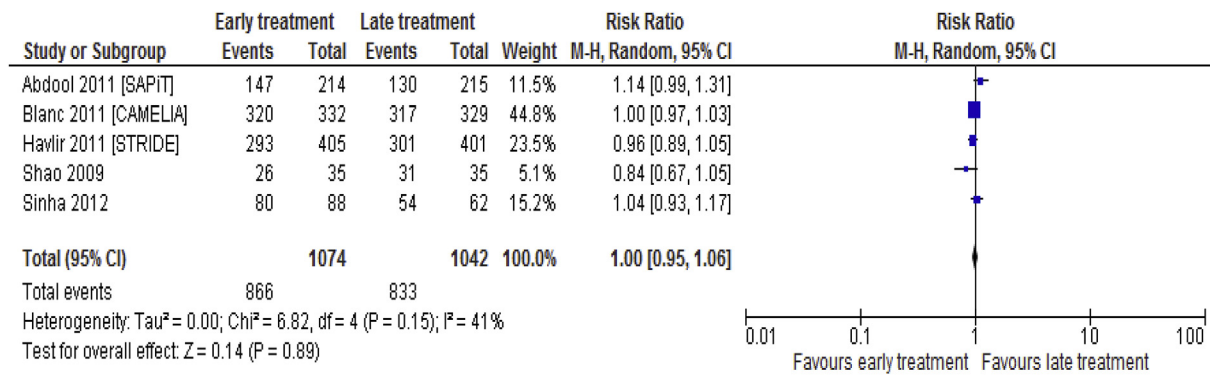 Early treatment Late treatment Risk Ratio Risk Ratio
Study or Subgroup Events Total Events Total Weight M-H, Random, 95% CI M-H, Random, 95% CI
Abdool 2011 [SAPiT] 147 214 130 215 11.5% 1.14 [0.99, 1.31]
Blanc 2011 [CAMELIA] 320 332 317 329 44.8% 1.00 [0.97, 1.03]
Havlir 2011 [STRIDE] 293 405 301 401 23.5% 0.96 [0.89, 1.05]
Shao 2009 26 35 31 35 5.1% 0.84 [0.67, 1.05]
Sinha 2012 80 88 54 62 15.2% 1.04 [0.93, 1.17]
Total (95% CI) 1074 1042 100.0% 1.00 [0.95, 1.06]
Total events 866 833
Heterogeneity: Tau² = 0.00; Chi² = 6.82, df = 4 (P = 0.15); I² = 41%
Test for overall effect: Z = 0.14 (P = 0.89)
0.01 0.1 1 10 100
Favours early treatment Favours late treatment